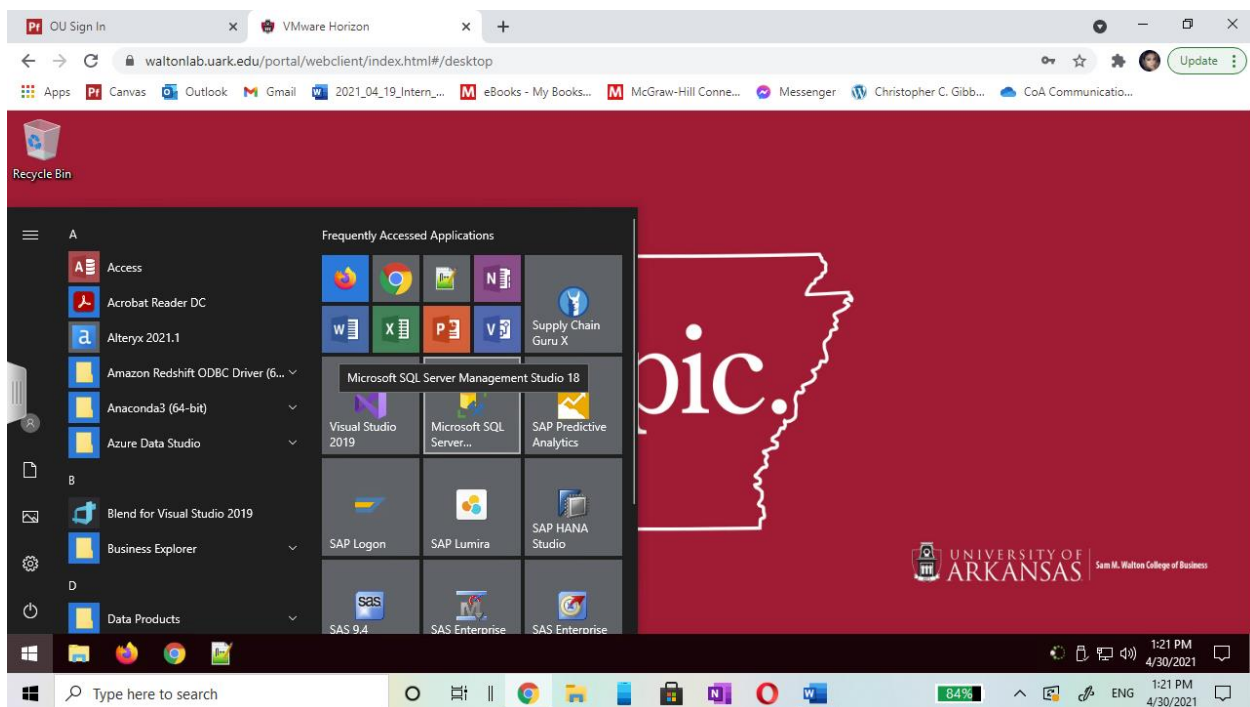 Pf OU Sign In
VMware Horizon
waltonlab.uark.edu/portal/webclient/index.html#/desktop
Update
Apps
Pf Canvas
Outlook
Gmail
2021_04_19_Intern_...
eBooks - My Books...
McGraw-Hill Conne...
Messenger
Christopher C. Gibb...
CoA Communicatio...
Recycle Bin
A
Access
Acrobat Reader DC
Alteryx 2021.1
Amazon Redshift ODBC Driver (6...
Anaconda3 (64-bit)
Azure Data Studio
B
Blend for Visual Studio 2019
Business Explorer
D
Data Products
Frequently Accessed Applications
Supply Chain
Guru X
Microsoft SQL Server Management Studio 18
Visual Studio
2019
Microsoft SQL
Server...
SAP Predictive
Analytics
SAP Logon
SAP Lumira
SAP HANA
Studio
sas
SAS 9.4
SAS Enterprise
SAS Enterprise
pic.
UNIVERSITY OF
ARKANSAS
Sam M. Walton College of Business
1:21 PM
4/30/2021
Type here to search
84%
ENG
1:21 PM
4/30/2021